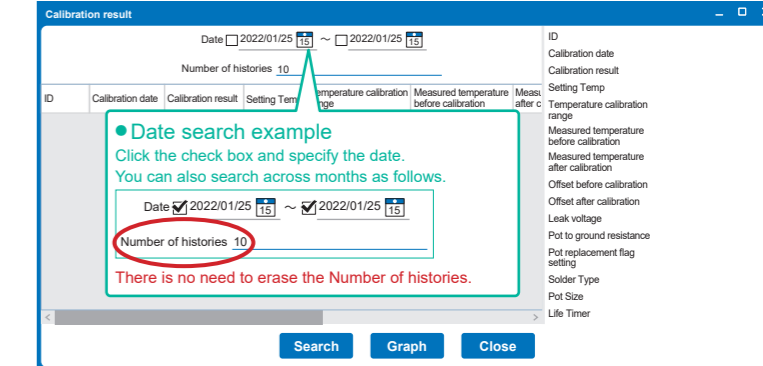 Calibration result
Date 2022/01/25 15 ~ 2022/01/25 15
Number of histories 10
ID
Calibration date
Calibration result
Setting Temp
Temperature calibration
range
Measured temperature
before calibration
Measured temperature
after calibration
Offset before calibration
Offset after calibration
Leak voltage
Pot to ground resistance
Pot replacement flag
setting
Solder Type
Pot Size
Life Timer
ID Calibration date Calibration result Setting Tem emperature calibration Measured temperature Measu
nge before calibration after c
● Date search example
Click the check box and specify the date.
You can also search across months as follows.
Date 2022/01/25 15 ~ 2022/01/25 15
Number of histories 10
There is no need to erase the Number of histories.
< >
Search Graph Close